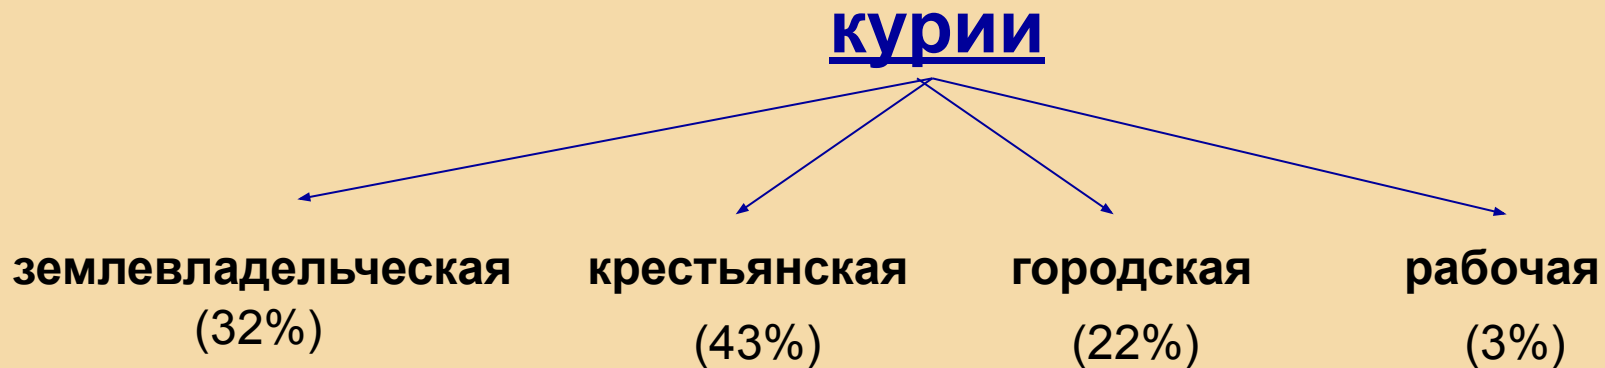 курии
землевладельческая крестьянская городская рабочая
(32%) (43%) (22%) (3%)